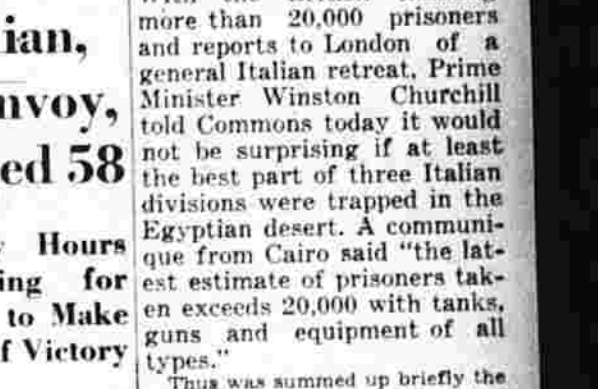 ian,
nvoy,
ed 58
Hours
ing for
to Make
f Victory
more than 20,000 prisoners
and reports to London of a
general Italian retreat, Prime
Minister Winston Churchill
told Commons today it would
not be surprising if at least
the best part of three Italian
divisions were trapped in the
Egyptian desert. A communi-
que from Cairo said "the lat-
est estimate of prisoners tak-
en exceeds 20,000 with tanks,
guns and equipment of all
types."
Thus was summed up briefly the